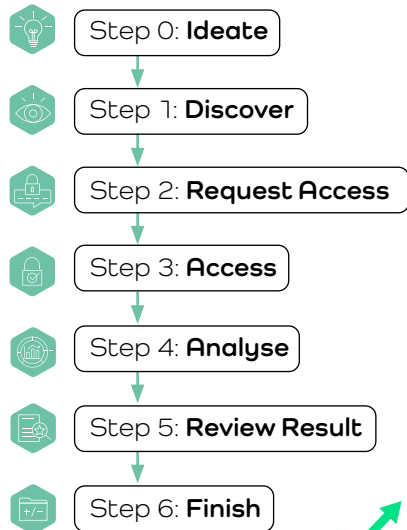 Step 0: Ideate
Step 1: Discover
Step 2: Request Access
Step 3: Access
Step 4: Analyse
Step 5: Review Result
Step 6: Finish
+/-